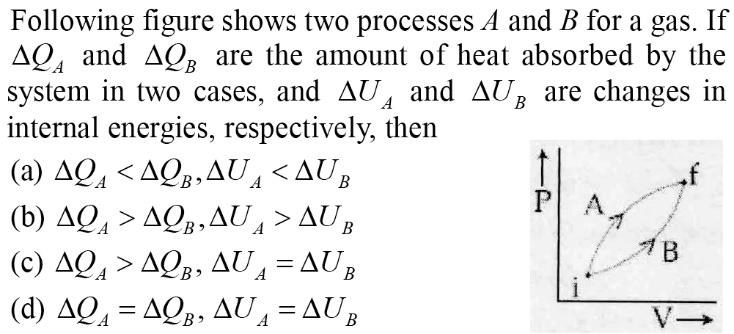 Following figure shows two processes A and B for a gas. If
ΔQ_A and ΔQ_B are the amount of heat absorbed by the
system in two cases, and ΔU_A and ΔU_B are changes in
internal energies, respectively, then
(a) ΔQ_A < ΔQ_B, ΔU_A < ΔU_B
(b) ΔQ_A > ΔQ_B, ΔU_A > ΔU_B
(c) ΔQ_A > ΔQ_B, ΔU_A = ΔU_B
(d) ΔQ_A = ΔQ_B, ΔU_A = ΔU_B
P
A
f
B
i
V